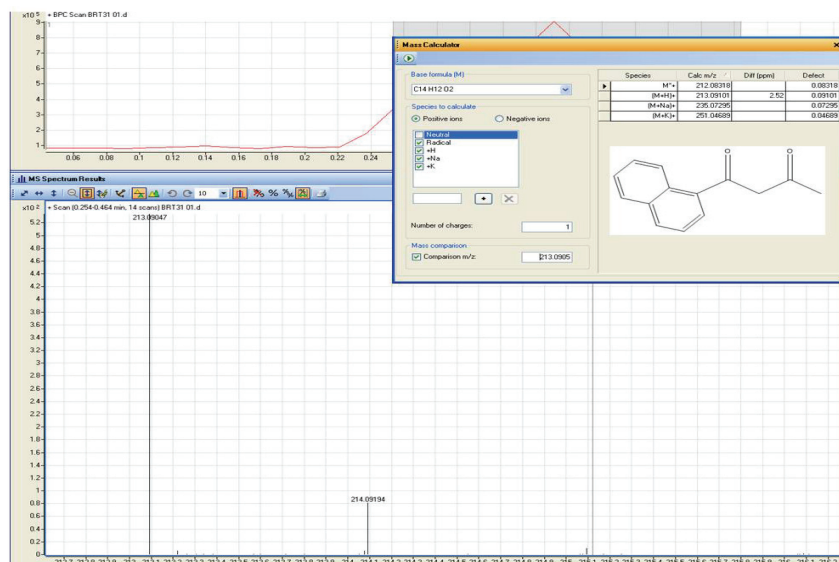 x10 5
+ BPC Scan BRT31 01.d
1
9
8
7
6
5
4
3
2
1
0.06 0.08 0.1 0.12 0.14 0.16 0.18 0.2 0.22 0.24
Mass Calculator
Base formula (M)
C14 H12 O2
Species to calculate
Positive ions Negative ions
Neutral
Radical
+H
+Na
+K
Number of charges: 1
Mass comparison
Comparison m/z: 213.0905
Species Calc m/z Diff (ppm) Defect
M*+ 212.08318 0.08318
(M+H)+ 213.09101 2.52 0.09101
(M+Na)+ 235.07295 0.07295
(M+K)+ 251.04689 0.04689
O O
MS Spectrum Results
10
x10 2
+ Scan (0.254-0.464 min, 14 scans) BRT31 01.d
213.09047
5.2
5
4.8
4.6
4.4
4.2
4
3.8
3.6
3.4
3.2
3
2.8
2.6
2.4
2.2
2
1.8
1.6
1.4
1.2
1
214.09194
0.8
0.6
0.4
0.2
0